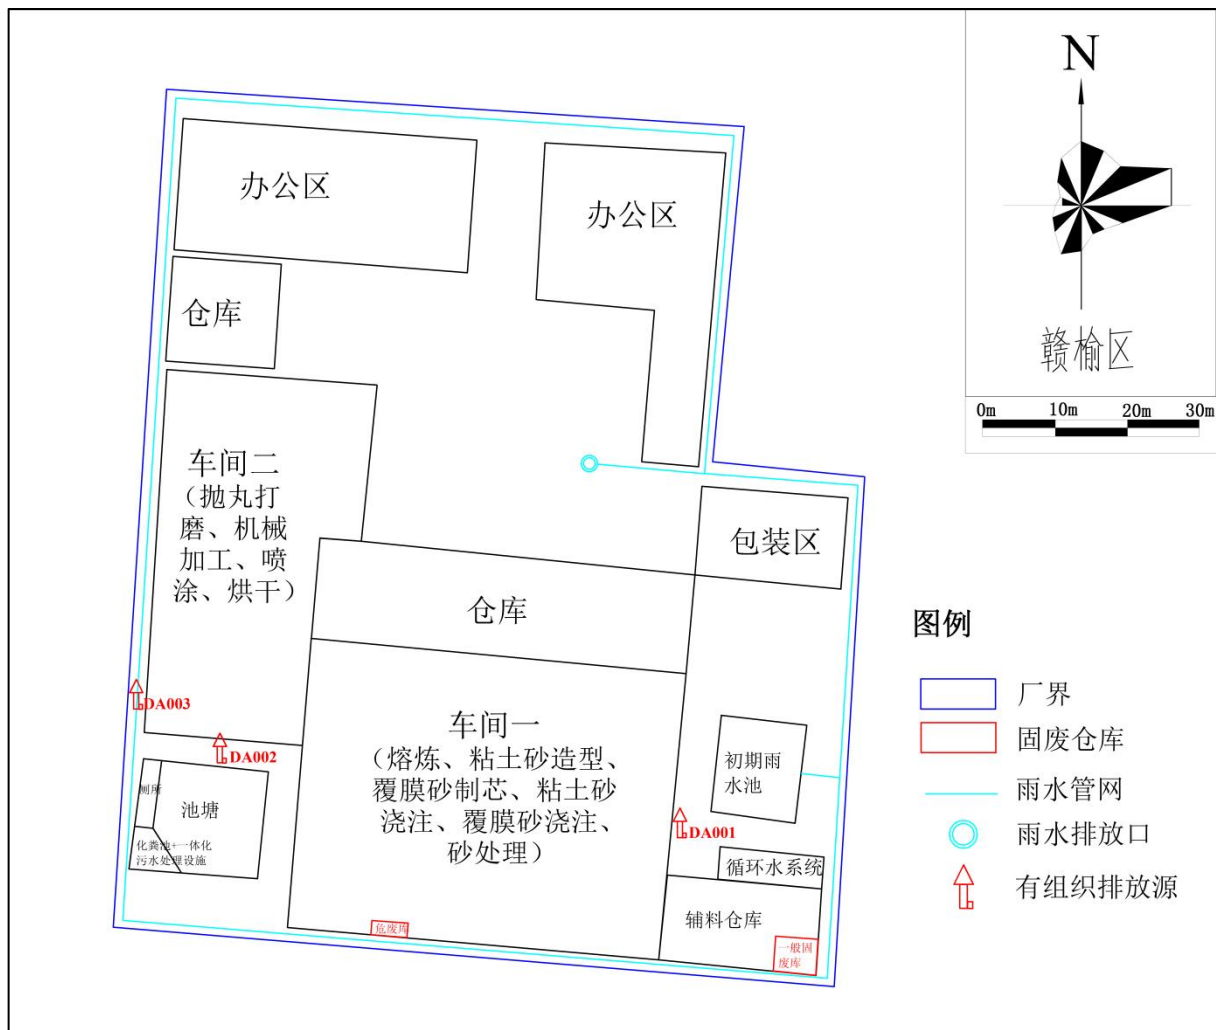 N
赣榆区
0m
10m
20m
30m
办公区
办公区
仓库
车间二
（抛丸打
磨、机械
加工、喷
涂、烘干）
包装区
仓库
DA003
DA002
车间一
（熔炼、粘土砂造型、
覆膜砂制芯、粘土砂
浇注、覆膜砂浇注、
砂处理）
初期雨
水池
DA001
厕所
池塘
化粪池+一体化
污水处理设施
循环水系统
辅料仓库
危废库
一般固
废库
图例
厂界
固废仓库
雨水管网
雨水排放口
有组织排放源